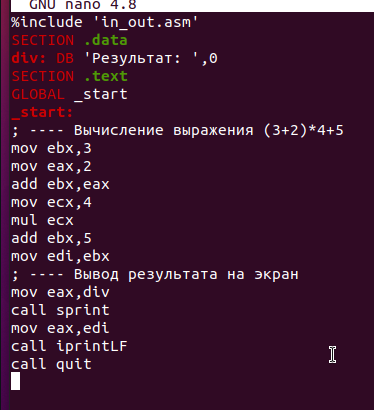 GNU nano 4.8
%include 'in_out.asm'
SECTION .data
div: DB 'Результат: ',0
SECTION .text
GLOBAL _start
_start:
; ---- Вычисление выражения (3+2)*4+5
mov ebx,3
mov eax,2
add ebx,eax
mov ecx,4
mul ecx
add ebx,5
mov edi,ebx
; ---- Вывод результата на экран
mov eax,div
call sprint
mov eax,edi
call iprintLF
call quit